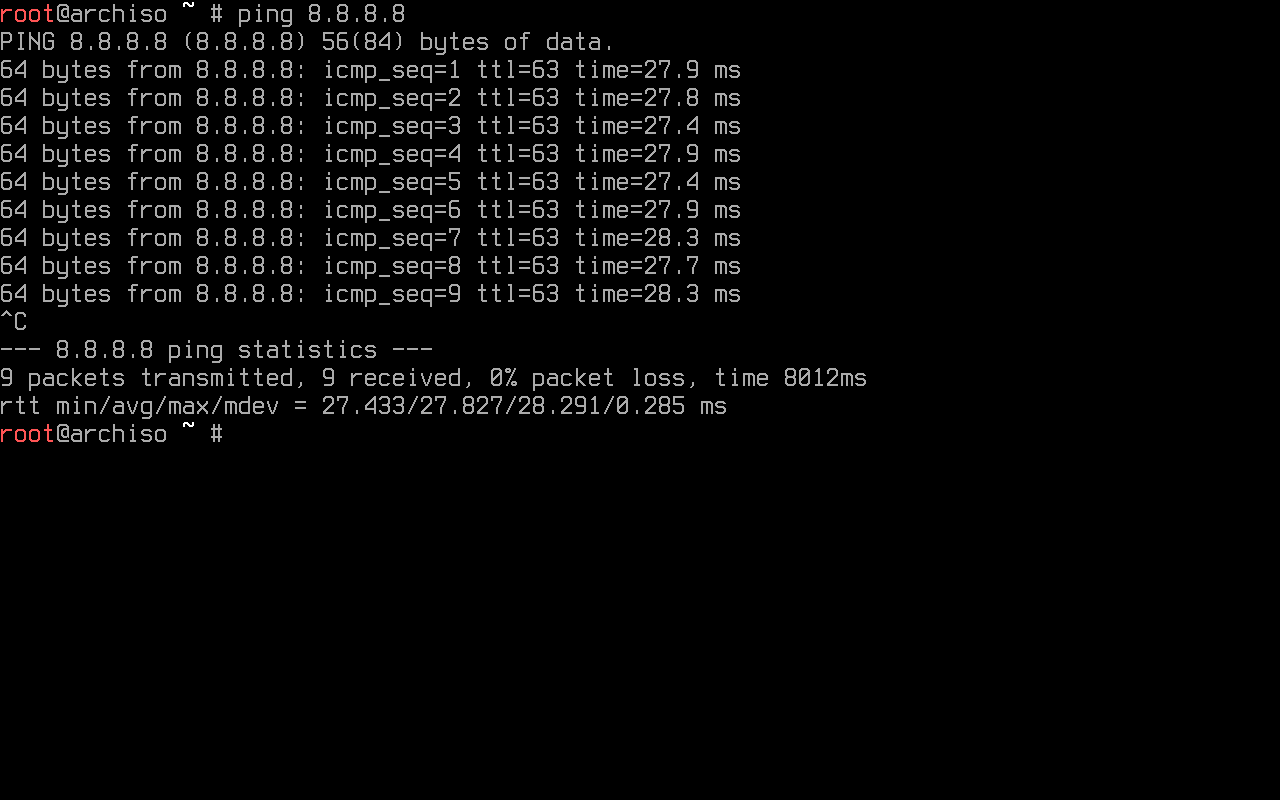 root@archiso ~ # ping 8.8.8.8
PING 8.8.8.8 (8.8.8.8) 56(84) bytes of data.
64 bytes from 8.8.8.8: icmp_seq=1 ttl=63 time=27.9 ms
64 bytes from 8.8.8.8: icmp_seq=2 ttl=63 time=27.8 ms
64 bytes from 8.8.8.8: icmp_seq=3 ttl=63 time=27.4 ms
64 bytes from 8.8.8.8: icmp_seq=4 ttl=63 time=27.9 ms
64 bytes from 8.8.8.8: icmp_seq=5 ttl=63 time=27.4 ms
64 bytes from 8.8.8.8: icmp_seq=6 ttl=63 time=27.9 ms
64 bytes from 8.8.8.8: icmp_seq=7 ttl=63 time=28.3 ms
64 bytes from 8.8.8.8: icmp_seq=8 ttl=63 time=27.7 ms
64 bytes from 8.8.8.8: icmp_seq=9 ttl=63 time=28.3 ms
^C
--- 8.8.8.8 ping statistics ---
9 packets transmitted, 9 received, 0% packet loss, time 8012ms
rtt min/avg/max/mdev = 27.433/27.827/28.291/0.285 ms
root@archiso ~ #